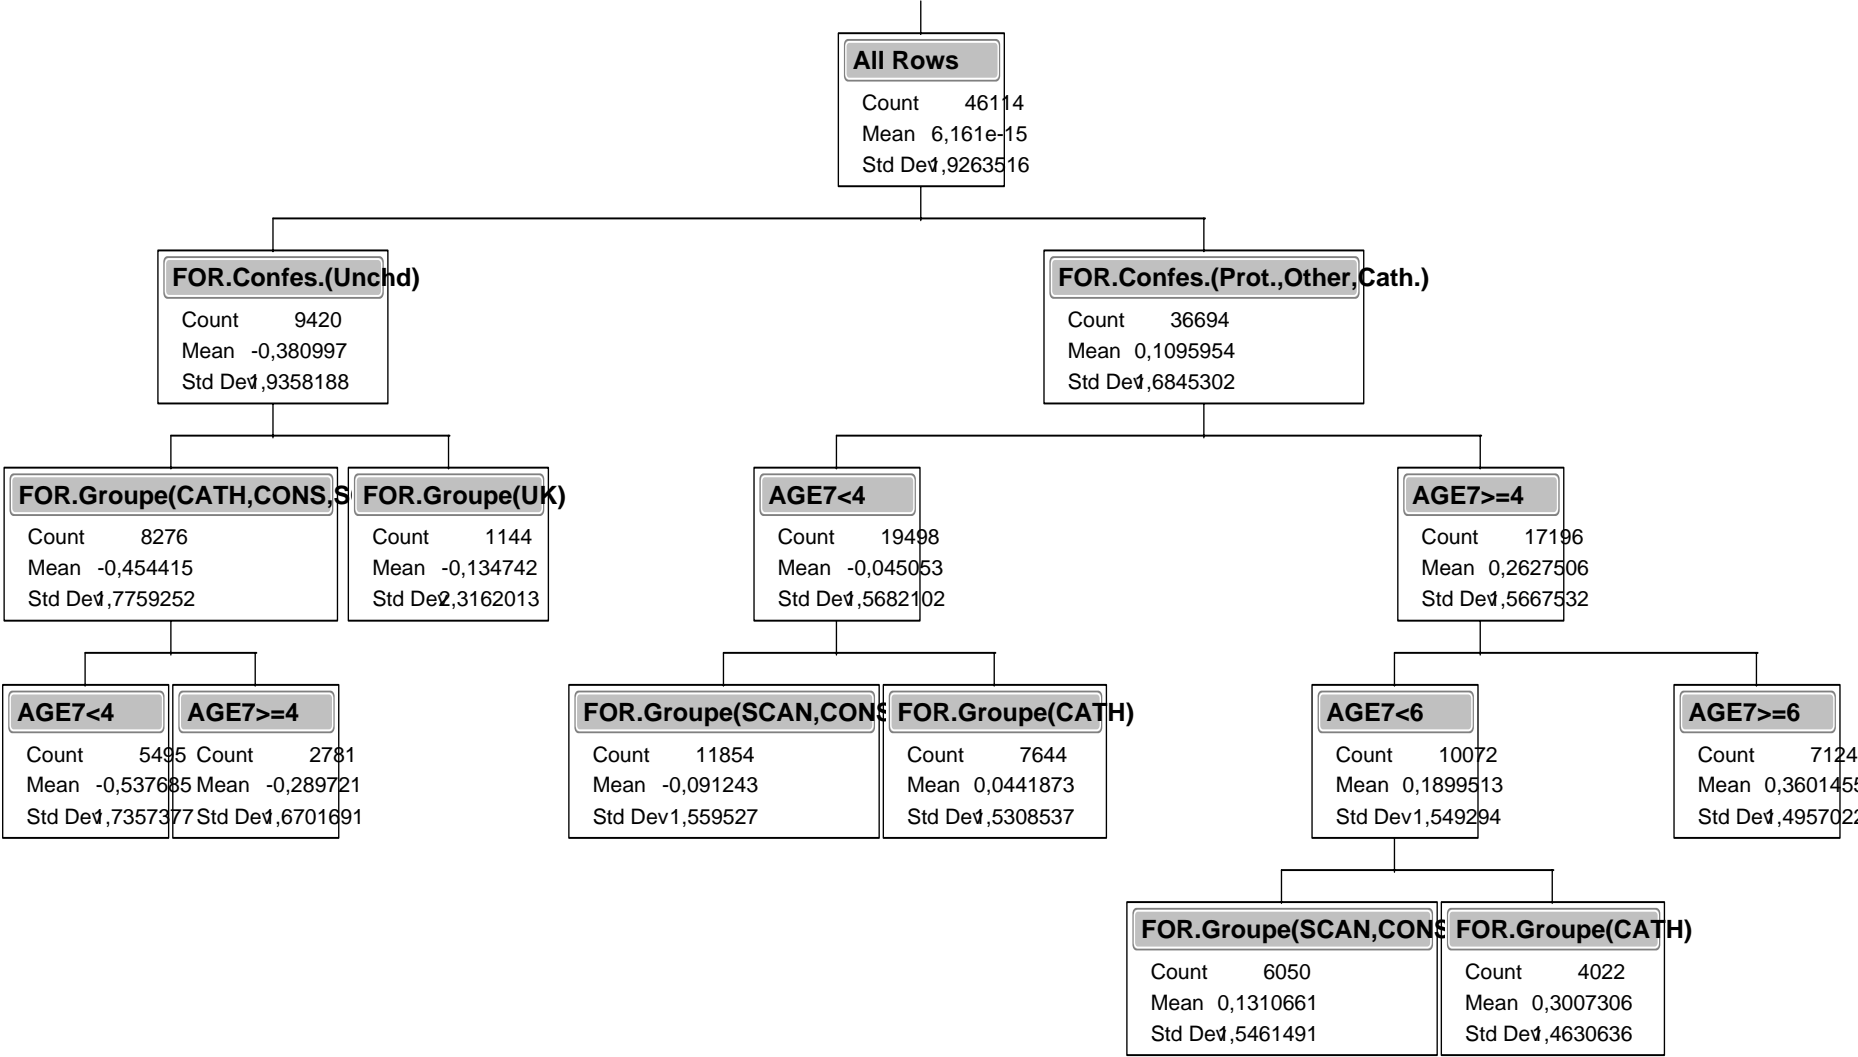 All Rows
Count 46114
Mean 6,161e-15
Std Dev 1,9263516
FOR.Confes.(Unchd)
Count 9420
Mean -0,380997
Std Dev 1,9358188
FOR.Confes.(Prot.,Other,Cath.)
Count 36694
Mean 0,1095954
Std Dev 1,6845302
FOR.Groupe(CATH,CONS,S
Count 8276
Mean -0,454415
Std Dev 1,7759252
FOR.Groupe(UK)
Count 1144
Mean -0,134742
Std Dev 2,3162013
AGE7<4
Count 19498
Mean -0,045053
Std Dev 1,5682102
AGE7>=4
Count 17196
Mean 0,2627506
Std Dev 1,5667532
AGE7<4
Count 5495
Mean -0,537685
Std Dev 1,7357377
AGE7>=4
Count 2781
Mean -0,289721
Std Dev 1,6701691
FOR.Groupe(SCAN,CONS
Count 11854
Mean -0,091243
Std Dev 1,559527
FOR.Groupe(CATH)
Count 7644
Mean 0,0441873
Std Dev 1,5308537
AGE7<6
Count 10072
Mean 0,1899513
Std Dev 1,549294
AGE7>=6
Count 7124
Mean 0,3601455
Std Dev 1,4957022
FOR.Groupe(SCAN,CONS
Count 6050
Mean 0,1310661
Std Dev 1,5461491
FOR.Groupe(CATH)
Count 4022
Mean 0,3007306
Std Dev 1,4630636